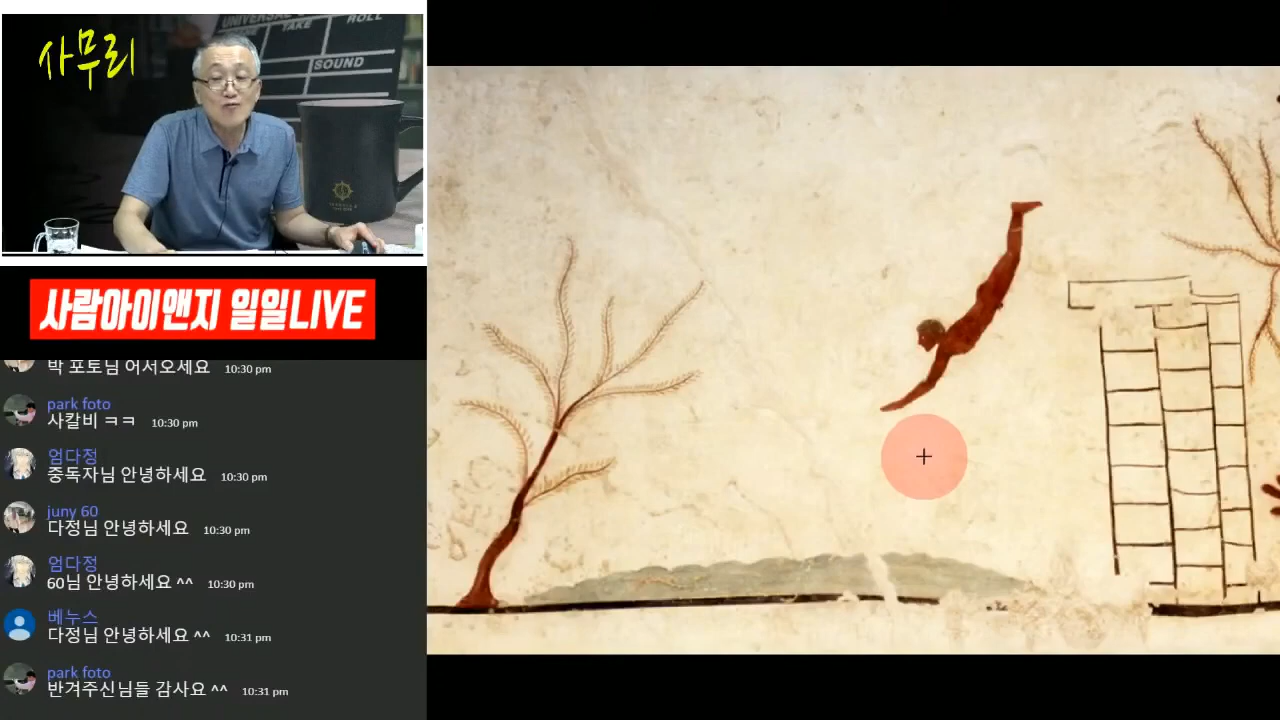 사무리
UNIVERSAL
TAKE
ROLL
SOUND
사람아이앤지 일일LIVE
박 포토님 어서오세요 10:30 pm
park foto
사칼비 ㅋㅋ 10:30 pm
엄다정
중독자님 안녕하세요 10:30 pm
juny 60
다정님 안녕하세요 10:30 pm
엄다정
60님 안녕하세요 ^^ 10:30 pm
베누스
다정님 안녕하세요 ^^ 10:31 pm
park foto
반겨주신님들 감사요 ^^ 10:31 pm